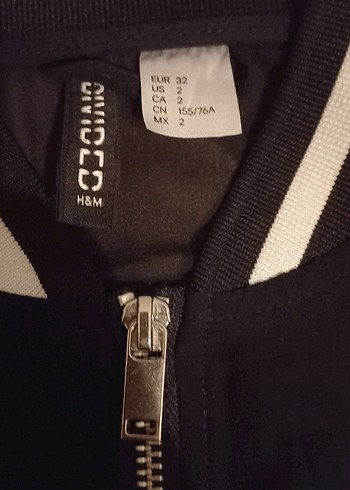 EUR 32
US 2
CA 2
CN 155/76A
MX 2
DIVIDED
H&M